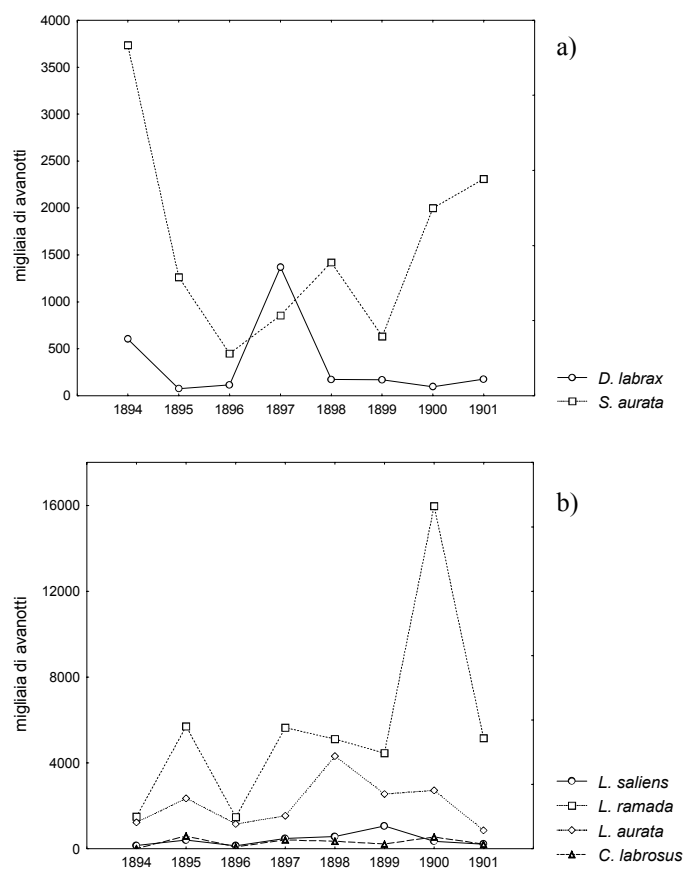 a)
4000
3500
3000
2500
2000
1500
1000
500
0
migliaia di avanotti
1894 1895 1896 1897 1898 1899 1900 1901
D. labrax
S. aurata
b)
16000
12000
8000
4000
0
migliaia di avanotti
1894 1895 1896 1897 1898 1899 1900 1901
L. saliens
L. ramada
L. aurata
C. labrosus